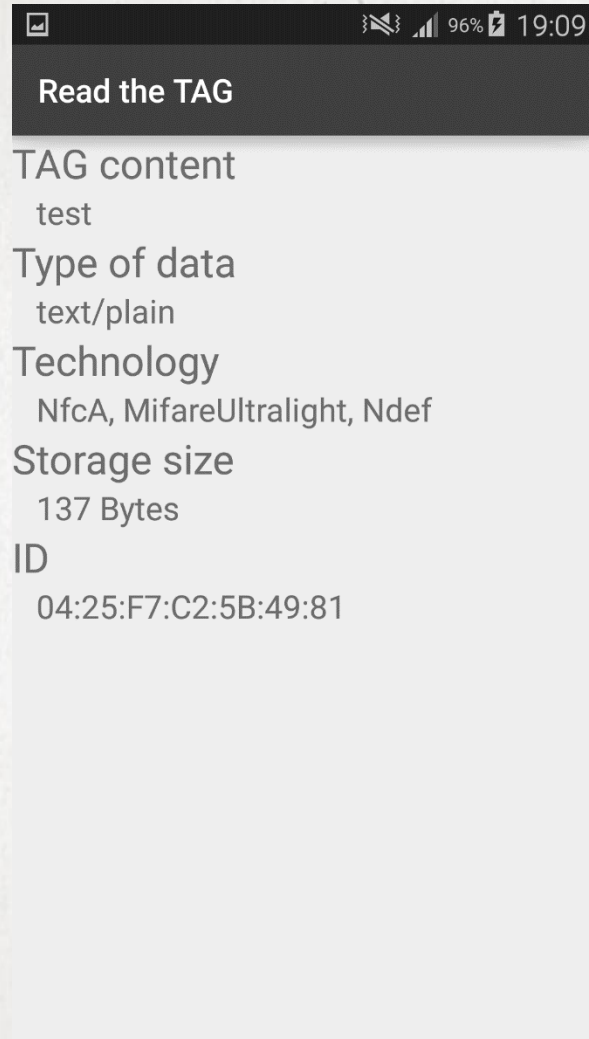 96% 19:09
Read the TAG
TAG content
test
Type of data
text/plain
Technology
NfcA, MifareUltralight, Ndef
Storage size
137 Bytes
ID
04:25:F7:C2:5B:49:81